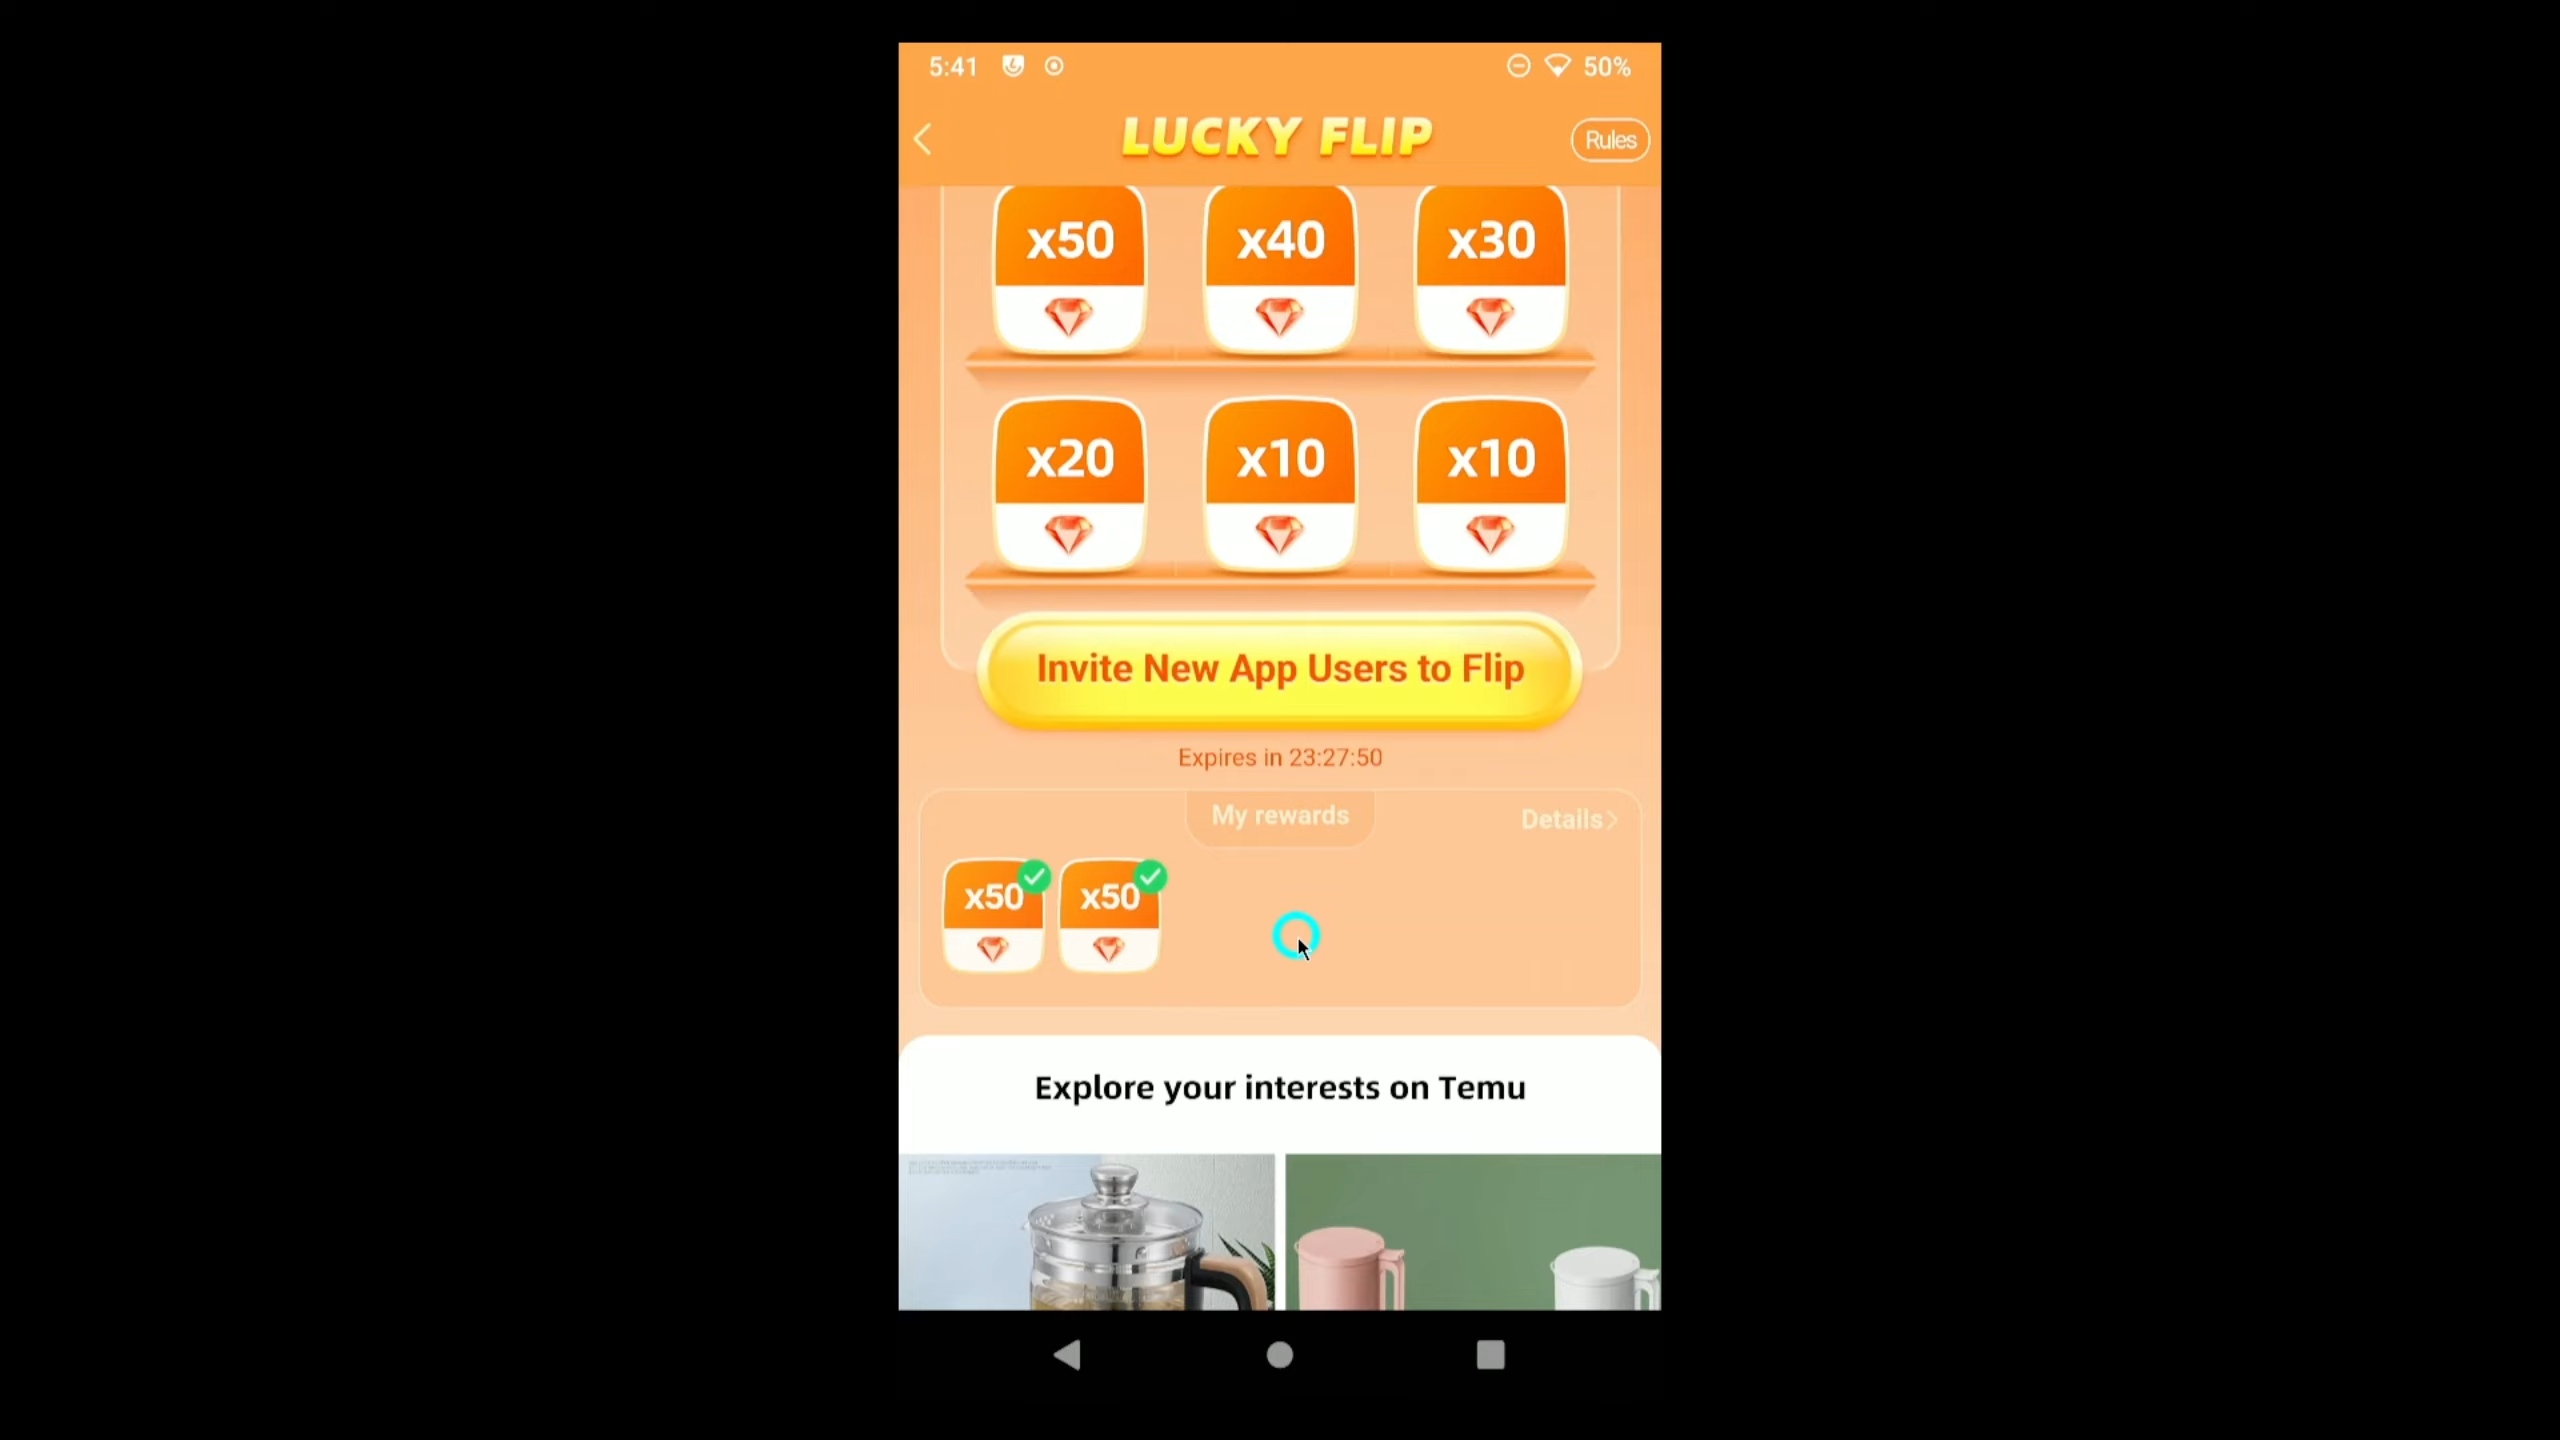 5:41
50%
LUCKY FLIP
Rules
x50 x40 x30
x20 x10 x10
Invite New App Users to Flip
Expires in 23:27:50
My rewards
Details
x50 x50
Explore your interests on Temu